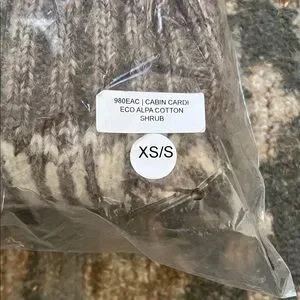 980EAC | CABIN CARDI
ECO ALPA COTTON
SHRUB
XS/S